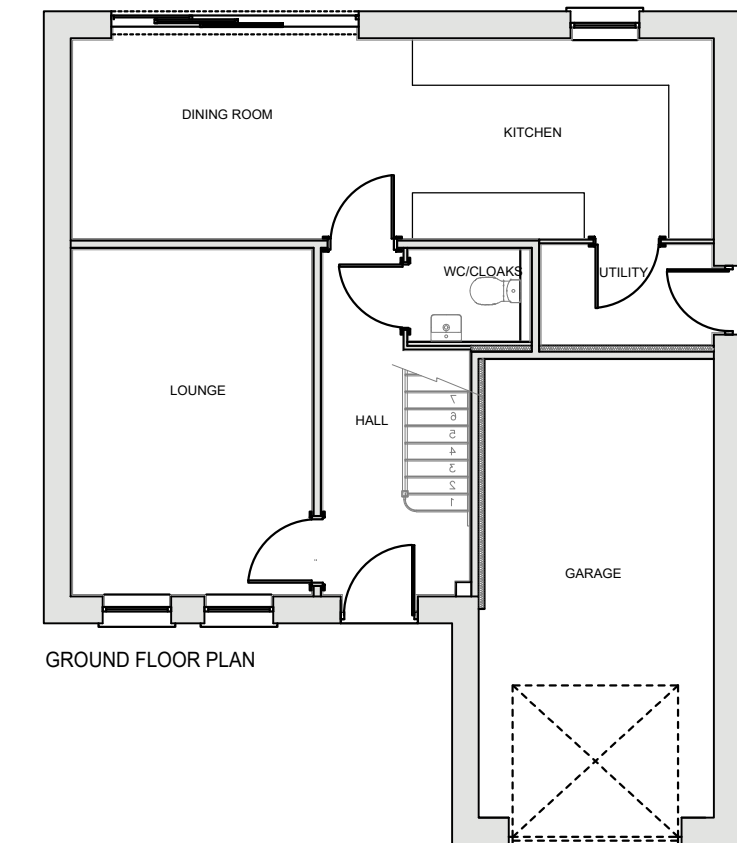 DINING ROOM
KITCHEN
WC/CLOAKS
UTILITY
LOUNGE
HALL
7
6
5
4
3
2
1
GARAGE
GROUND FLOOR PLAN